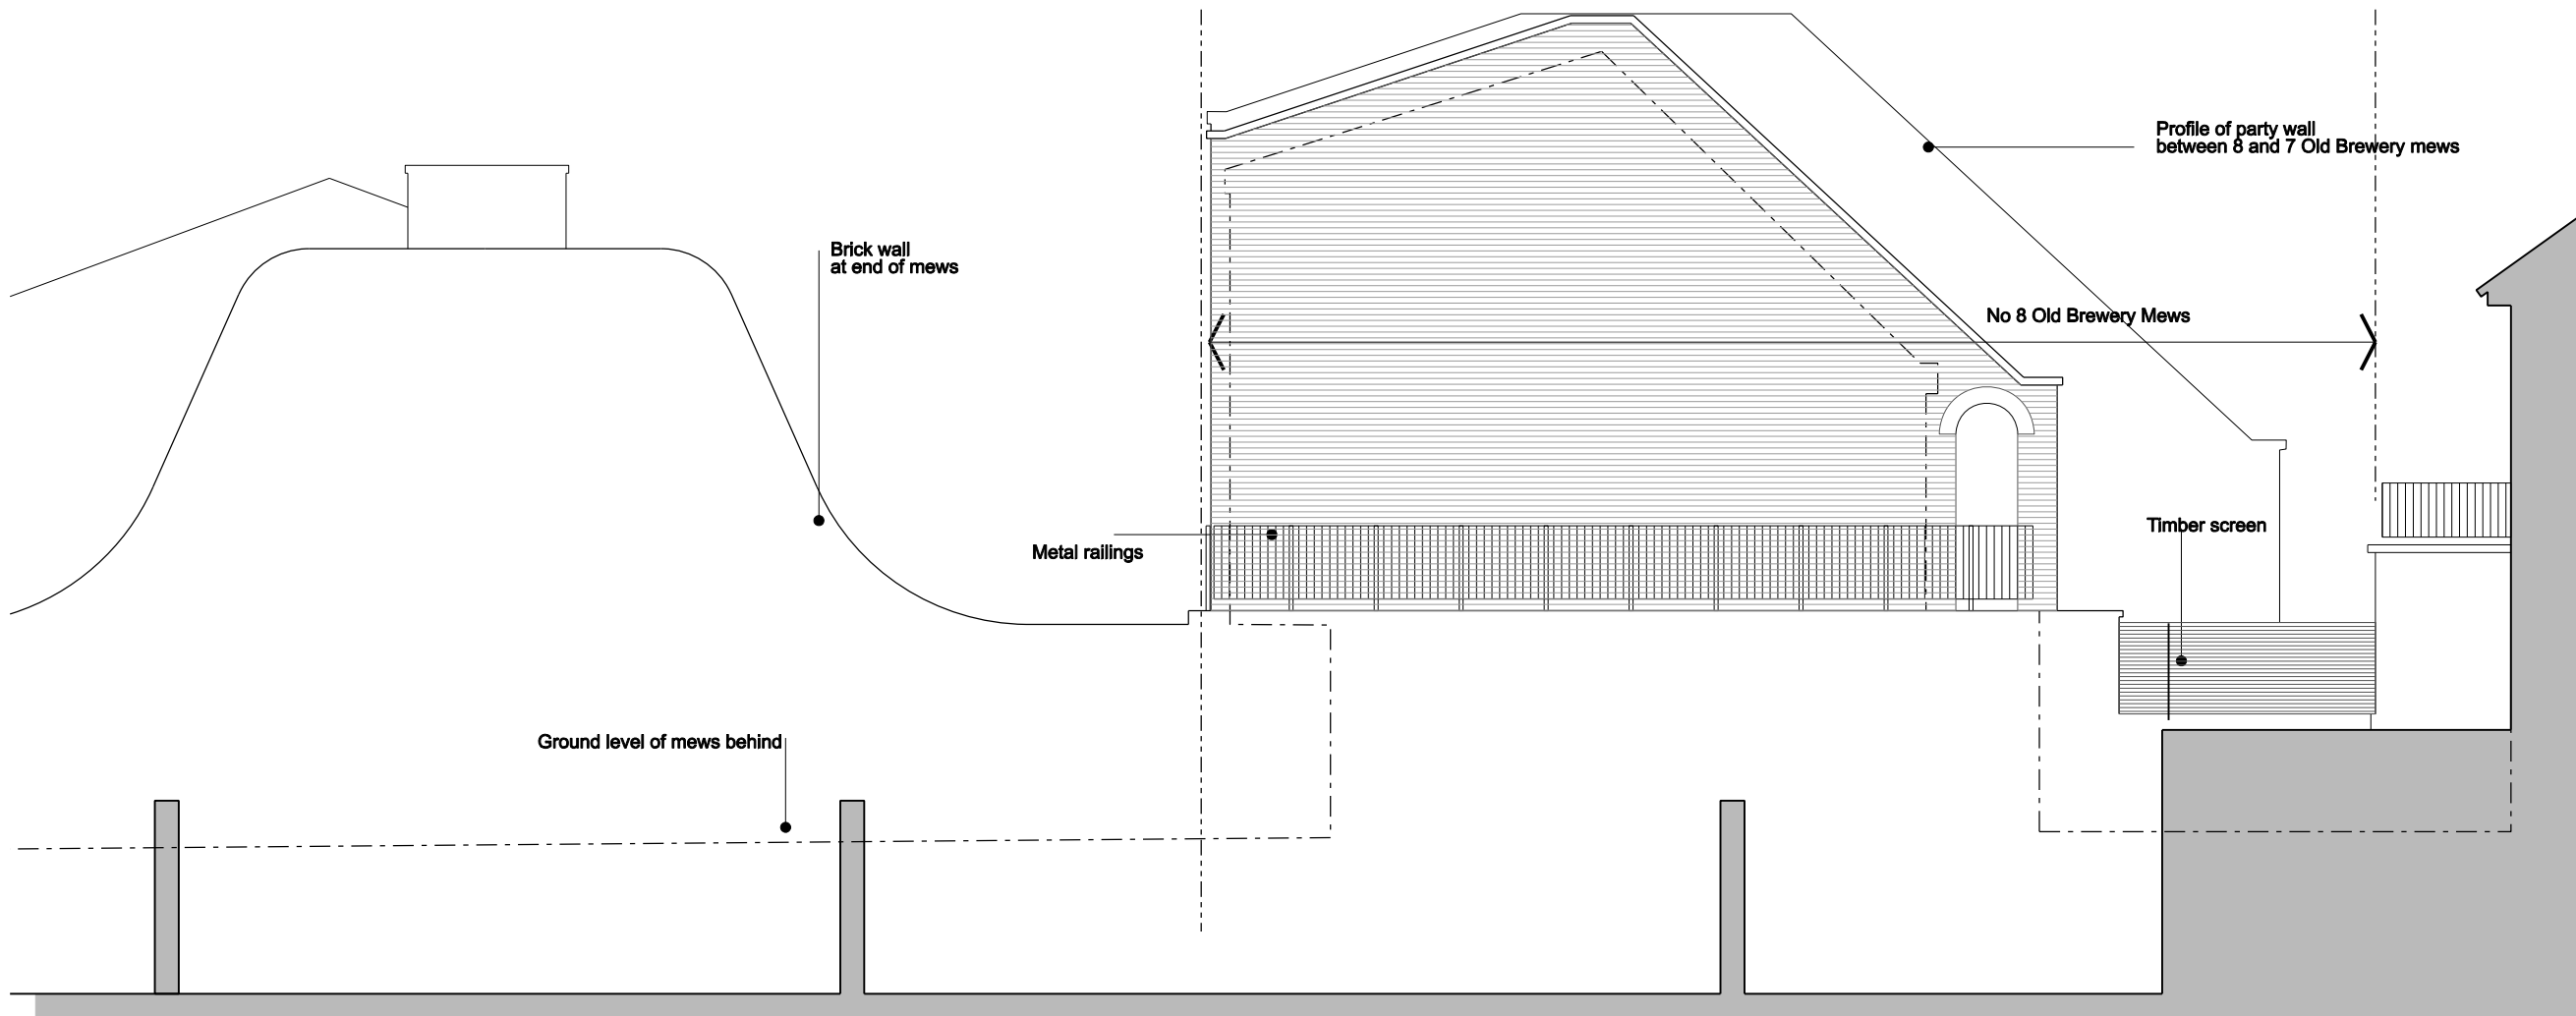 Profile of party wall
between 8 and 7 Old Brewery mews
Brick wall
at end of mews
No 8 Old Brewery Mews
Timber screen
Metal railings
Ground level of mews behind